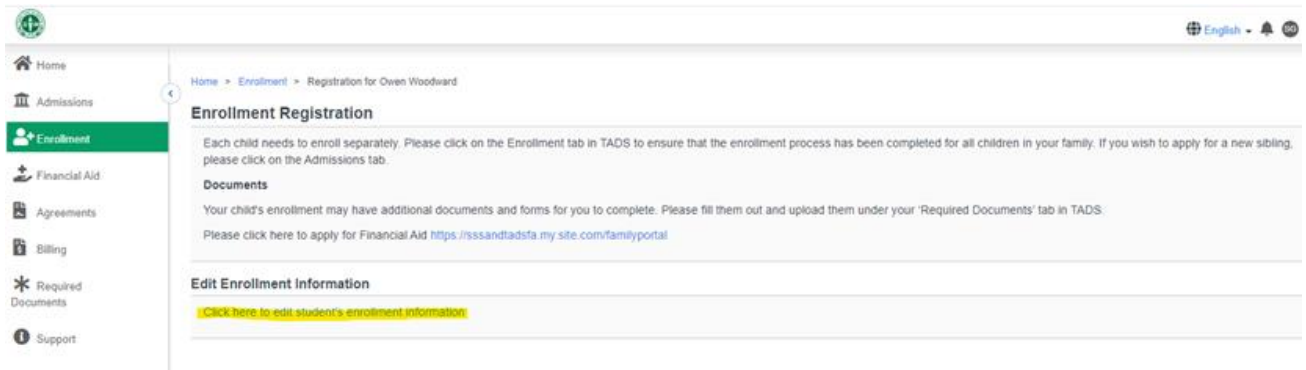 English
SG
Home
Admissions
Enrollment
Financial Aid
Agreements
Billing
Required
Documents
Support
Home > Enrollment > Registration for Owen Woodward
Enrollment Registration
Each child needs to enroll separately. Please click on the Enrollment tab in TADS to ensure that the enrollment process has been completed for all children in your family. If you wish to apply for a new sibling,
please click on the Admissions tab.
Documents
Your child's enrollment may have additional documents and forms for you to complete. Please fill them out and upload them under your 'Required Documents' tab in TADS.
Please click here to apply for Financial Aid https://sssandtadsfa.my.site.com/familyportal
Edit Enrollment Information
Click here to edit student's enrollment information